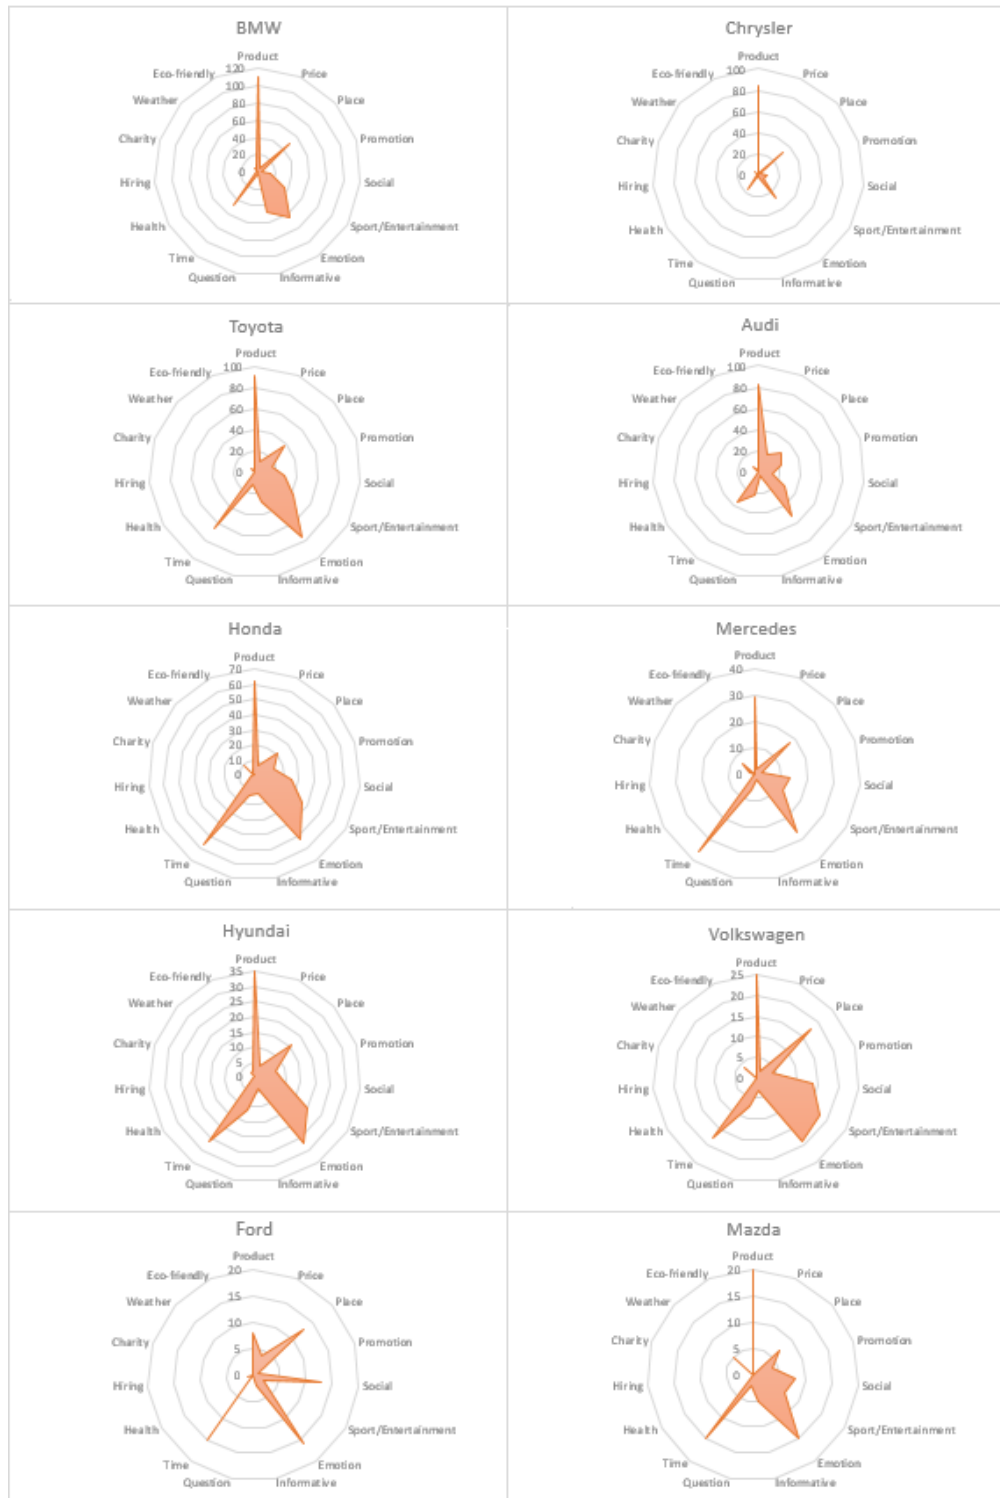 BMW
Product
Price
Place
Promotion
Social
Sport/Entertainment
Emotion
Informative
Question
Time
Health
Hiring
Charity
Weather
Eco-friendly
120
100
80
60
40
20
0
Chrysler
Product
Price
Place
Promotion
Social
Sport/Entertainment
Emotion
Informative
Question
Time
Health
Hiring
Charity
Weather
Eco-friendly
100
80
60
40
20
0
Toyota
Product
Price
Place
Promotion
Social
Sport/Entertainment
Emotion
Informative
Question
Time
Health
Hiring
Charity
Weather
Eco-friendly
100
80
60
40
20
0
Audi
Product
Price
Place
Promotion
Social
Sport/Entertainment
Emotion
Informative
Question
Time
Health
Hiring
Charity
Weather
Eco-friendly
100
80
60
40
20
0
Honda
Product
Price
Place
Promotion
Social
Sport/Entertainment
Emotion
Informative
Question
Time
Health
Hiring
Charity
Weather
Eco-friendly
70
60
50
40
30
20
10
0
Mercedes
Product
Price
Place
Promotion
Social
Sport/Entertainment
Emotion
Informative
Question
Time
Health
Hiring
Charity
Weather
Eco-friendly
40
30
20
10
0
Hyundai
Product
Price
Place
Promotion
Social
Sport/Entertainment
Emotion
Informative
Question
Time
Health
Hiring
Charity
Weather
Eco-friendly
35
30
25
20
15
10
5
0
Volkswagen
Product
Price
Place
Promotion
Social
Sport/Entertainment
Emotion
Informative
Question
Time
Health
Hiring
Charity
Weather
Eco-friendly
25
20
15
10
5
0
Ford
Product
Price
Place
Promotion
Social
Sport/Entertainment
Emotion
Informative
Question
Time
Health
Hiring
Charity
Weather
Eco-friendly
20
15
10
5
0
Mazda
Product
Price
Place
Promotion
Social
Sport/Entertainment
Emotion
Informative
Question
Time
Health
Hiring
Charity
Weather
Eco-friendly
20
15
10
5
0